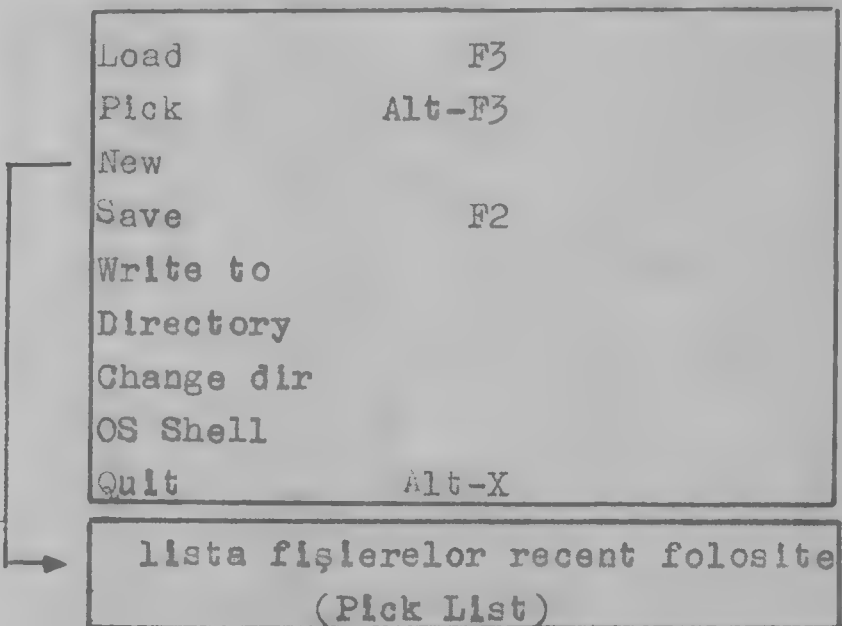 Load F3
Pick Alt-F3
New
Save F2
Write to
Directory
Change dir
OS Shell
Quit Alt-X
lista fişierelor recent folosite
(Pick List)